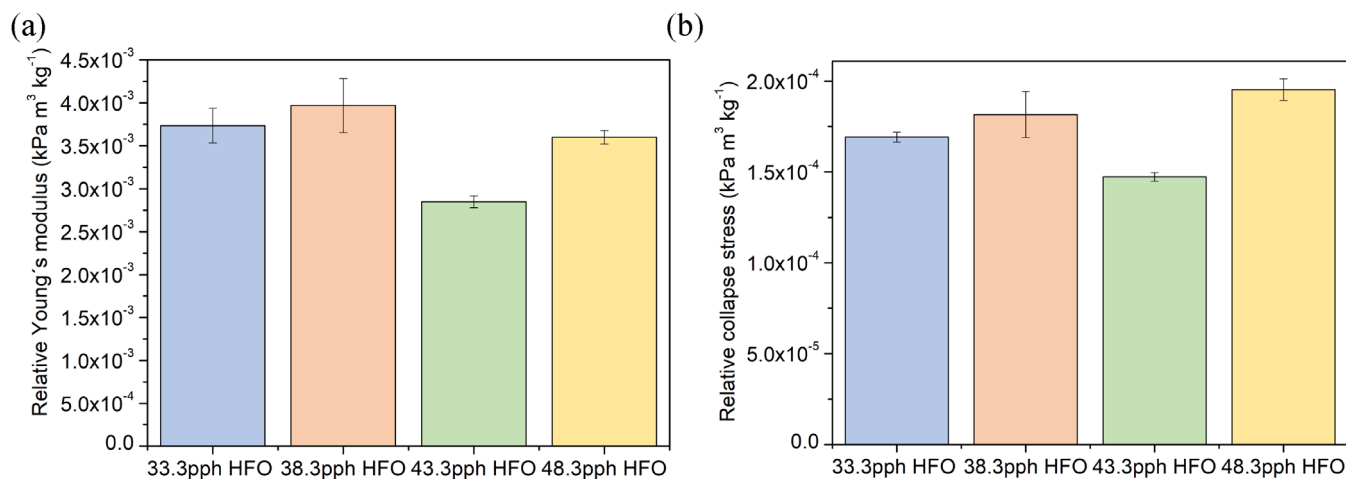 (a)
Relative Young´s modulus (kPa m³ kg⁻¹)
4.5x10⁻³
4.0x10⁻³
3.5x10⁻³
3.0x10⁻³
2.5x10⁻³
2.0x10⁻³
1.5x10⁻³
1.0x10⁻³
5.0x10⁻⁴
0.0
33.3pph HFO 38.3pph HFO 43.3pph HFO 48.3pph HFO
(b)
Relative collapse stress (kPa m³ kg⁻¹)
2.0x10⁻⁴
1.5x10⁻⁴
1.0x10⁻⁴
5.0x10⁻⁵
0.0
33.3pph HFO 38.3pph HFO 43.3pph HFO 48.3pph HFO